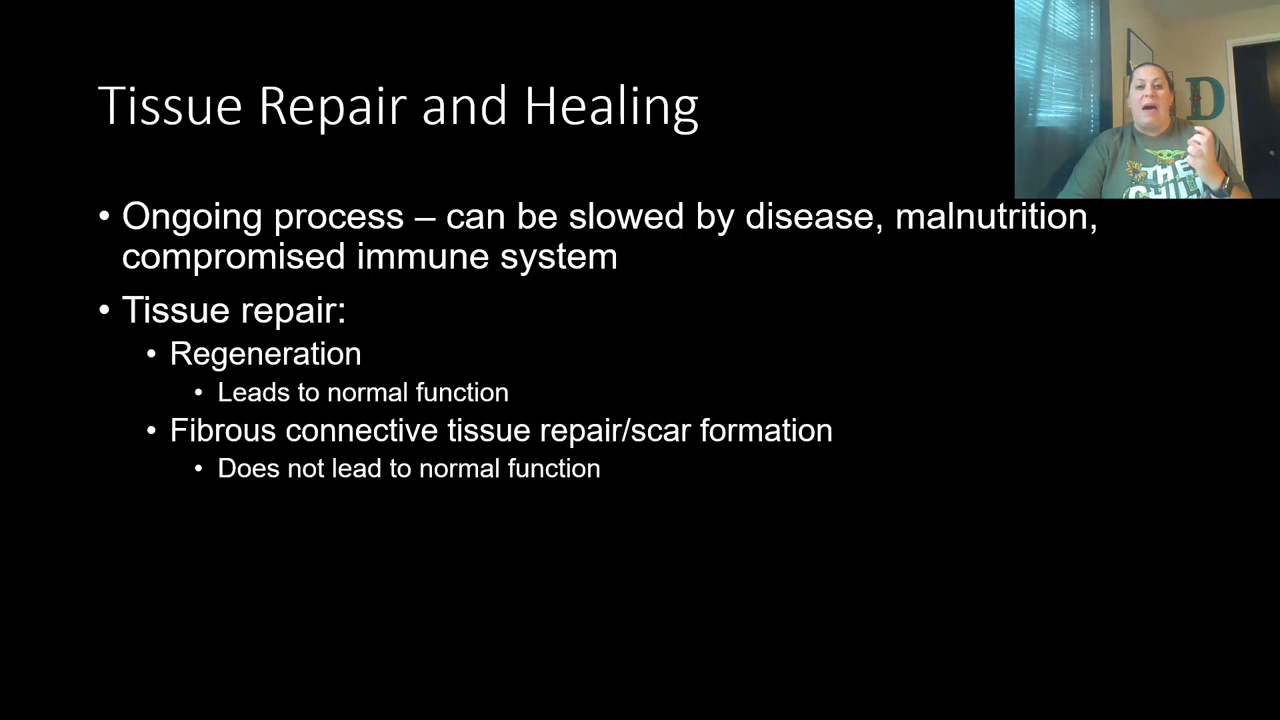 Tissue Repair and Healing
• Ongoing process – can be slowed by disease, malnutrition,
compromised immune system
• Tissue repair:
• Regeneration
• Leads to normal function
• Fibrous connective tissue repair/scar formation
• Does not lead to normal function
D
THE